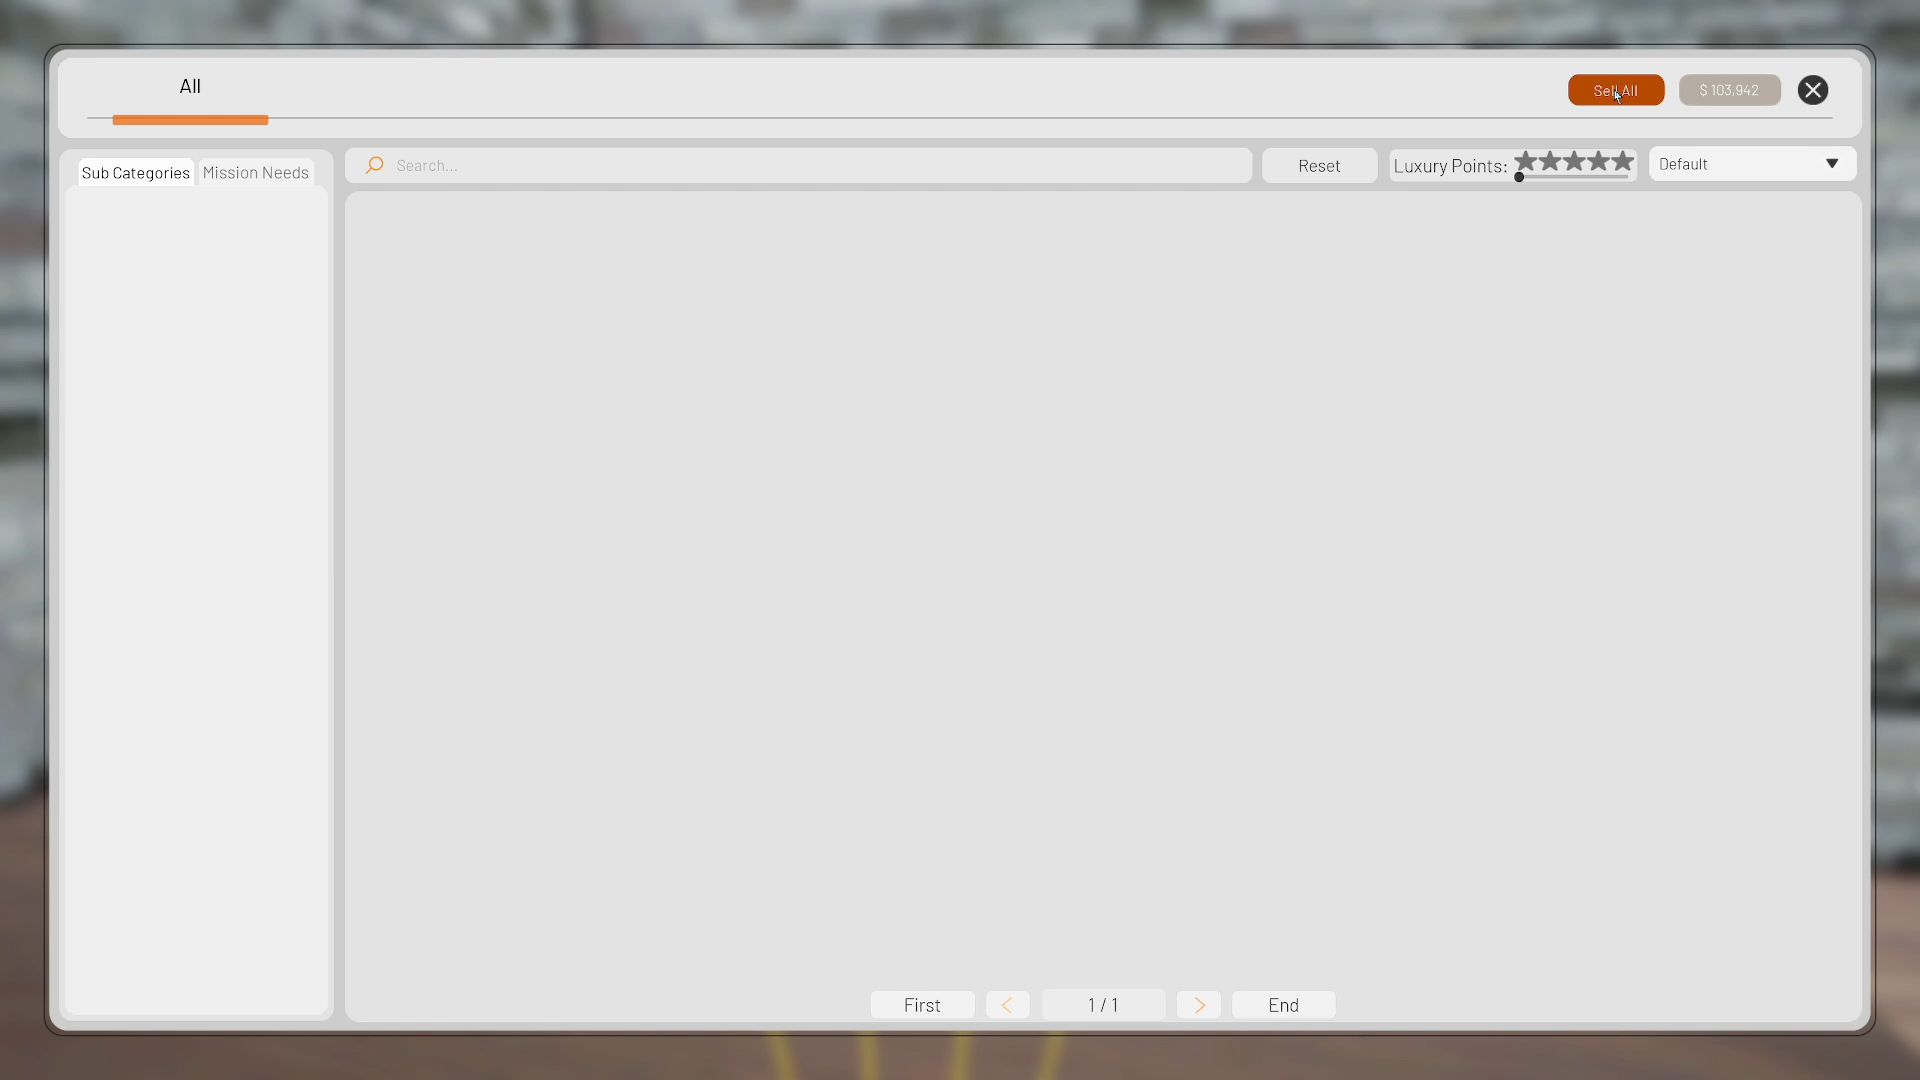 All
Sell All
$ 103,942
Sub Categories
Mission Needs
Search...
Reset
Luxury Points:
Default
First
<
1 / 1
>
End